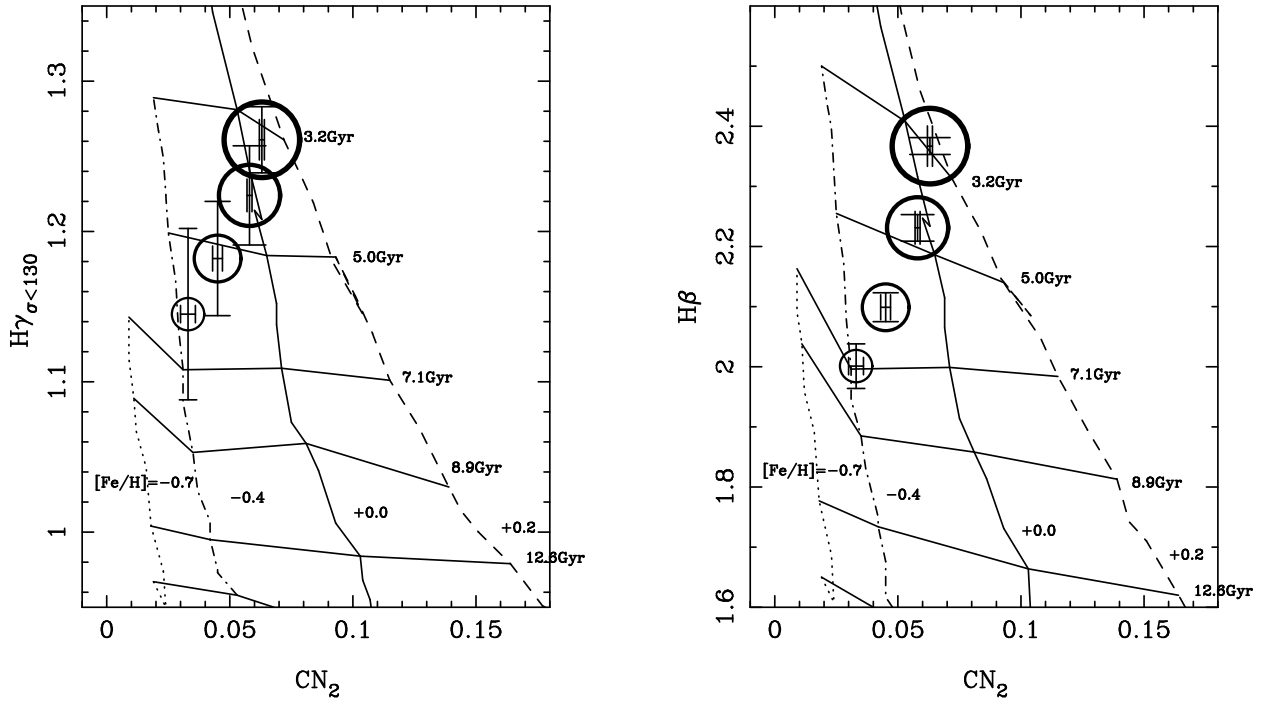 Hγσ<130
1.3
1.2
1.1
1
3.2Gyr
5.0Gyr
7.1Gyr
8.9Gyr
12.6Gyr
[Fe/H]=−0.7
−0.4
+0.0
+0.2
0
0.05
0.1
0.15
CN2
Hβ
2.4
2.2
2
1.8
1.6
3.2Gyr
5.0Gyr
7.1Gyr
8.9Gyr
12.6Gyr
[Fe/H]=−0.7
−0.4
+0.0
+0.2
0
0.05
0.1
0.15
CN2